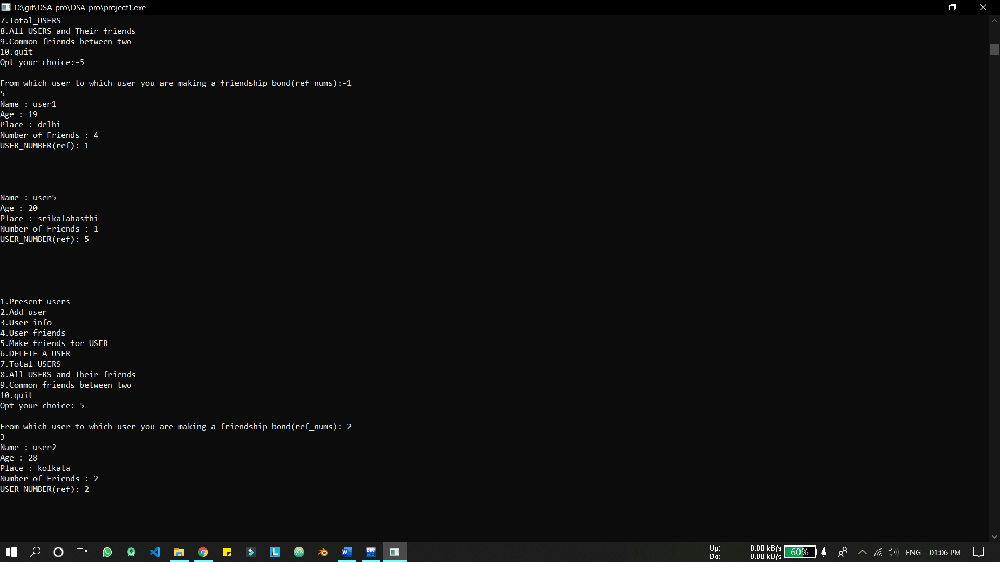 D:\git\DSA_pro\DSA_pro\project1.exe
7.Total_USERS
8.All USERS and Their friends
9.Common friends between two
10.quit
Opt your choice:-5
From which user to which user you are making a friendship bond(ref_nums):-1
5
Name : user1
Age : 19
Place : delhi
Number of Friends : 4
USER_NUMBER(ref): 1
Name : user5
Age : 20
Place : srikalahasthi
Number of Friends : 1
USER_NUMBER(ref): 5
1.Present users
2.Add user
3.User info
4.User friends
5.Make friends for USER
6.DELETE A USER
7.Total_USERS
8.All USERS and Their friends
9.Common friends between two
10.quit
Opt your choice:-5
From which user to which user you are making a friendship bond(ref_nums):-2
3
Name : user2
Age : 28
Place : kolkata
Number of Friends : 2
USER_NUMBER(ref): 2
L
W
DEV
Up: 0.00 kB/s
Do: 0.00 kB/s
60%
ENG
01:06 PM